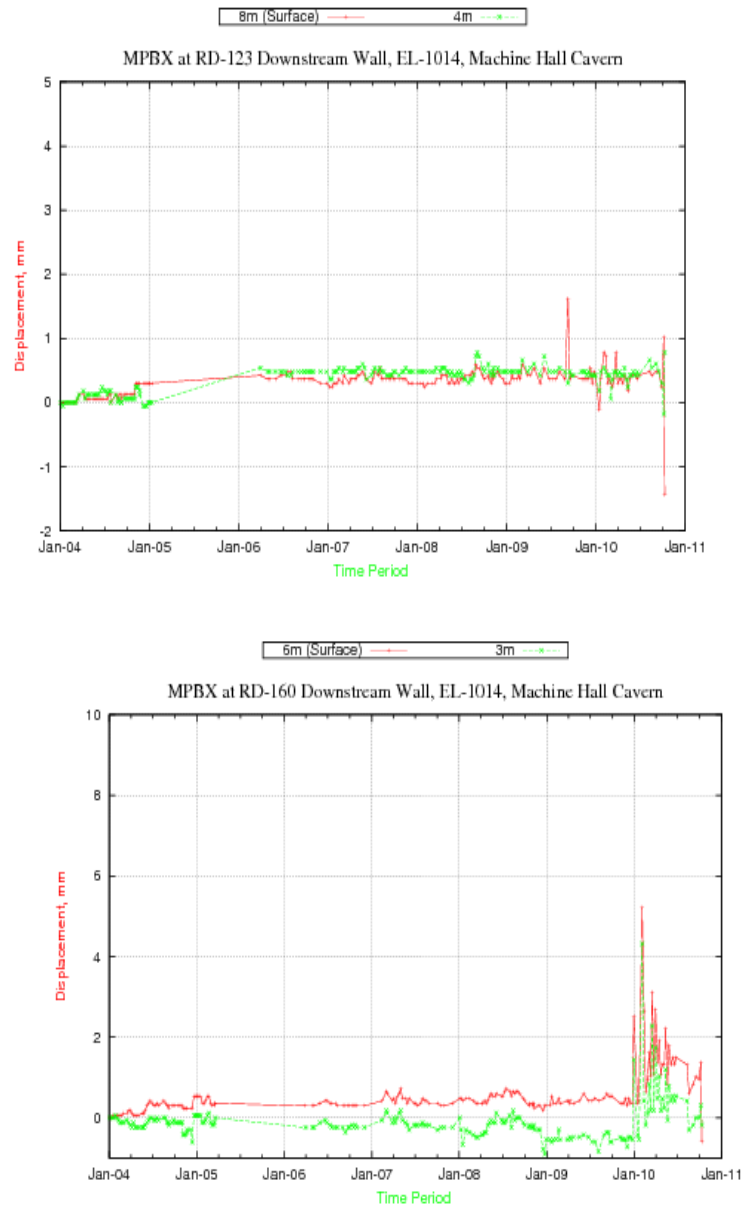 8m (Surface) 4m
MPBX at RD-123 Downstream Wall, EL-1014, Machine Hall Cavern
5
4
3
2
1
0
-1
-2
Displacement, mm
Jan-04 Jan-05 Jan-06 Jan-07 Jan-08 Jan-09 Jan-10 Jan-11
Time Period
6m (Surface) 3m
MPBX at RD-160 Downstream Wall, EL-1014, Machine Hall Cavern
10
8
6
4
2
0
Displacement, mm
Jan-04 Jan-05 Jan-06 Jan-07 Jan-08 Jan-09 Jan-10 Jan-11
Time Period